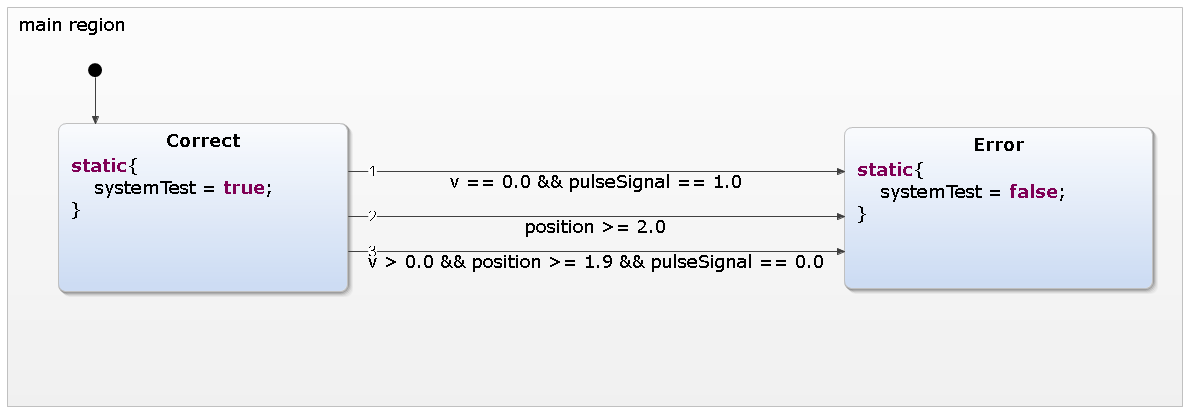 main region
Correct
static{
systemTest = true;
}
1
v == 0.0 && pulseSignal == 1.0
2
position >= 2.0
3
v > 0.0 && position >= 1.9 && pulseSignal == 0.0
Error
static{
systemTest = false;
}